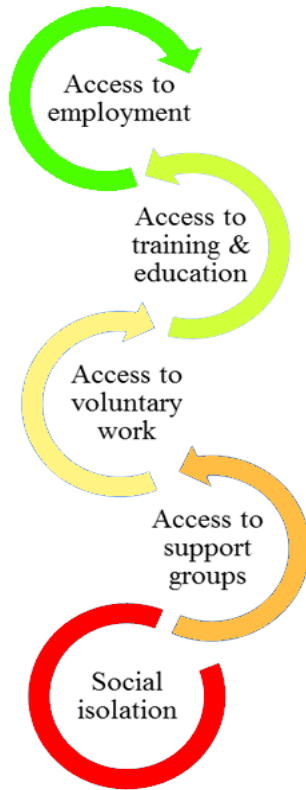 Access to
employment
Access to
training &
education
Access to
voluntary
work
Access to
support
groups
Social
isolation